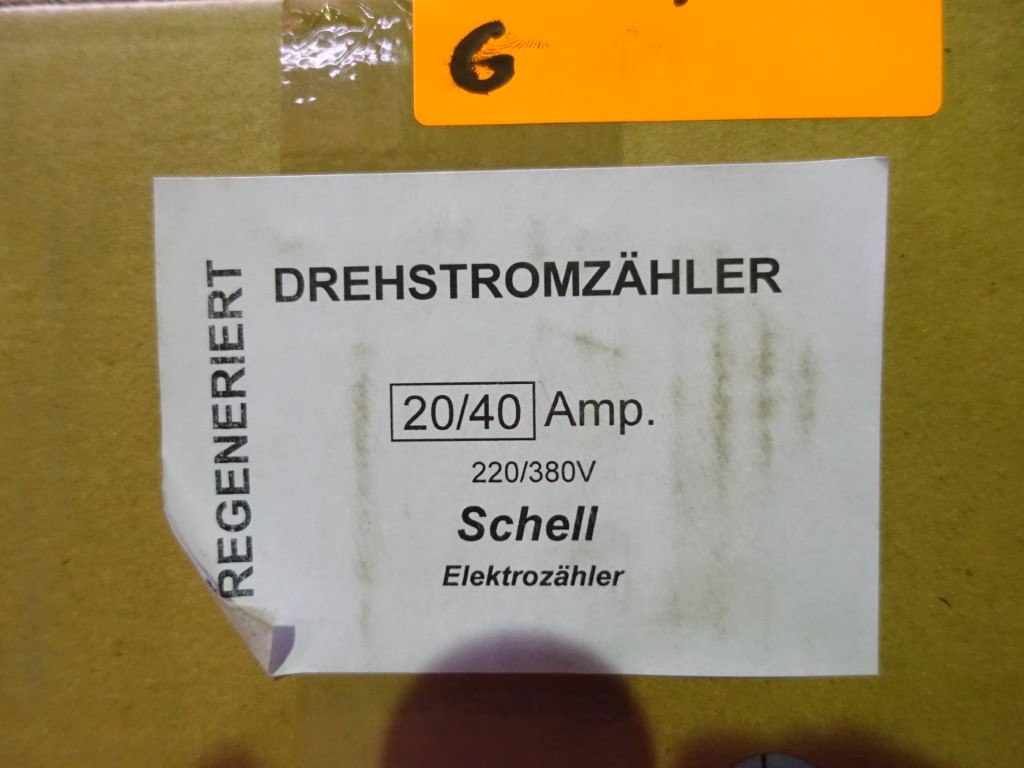 G
DREHSTROMZÄHLER
REGENERIERT
20/40 Amp.
220/380V
Schell
Elektrozähler